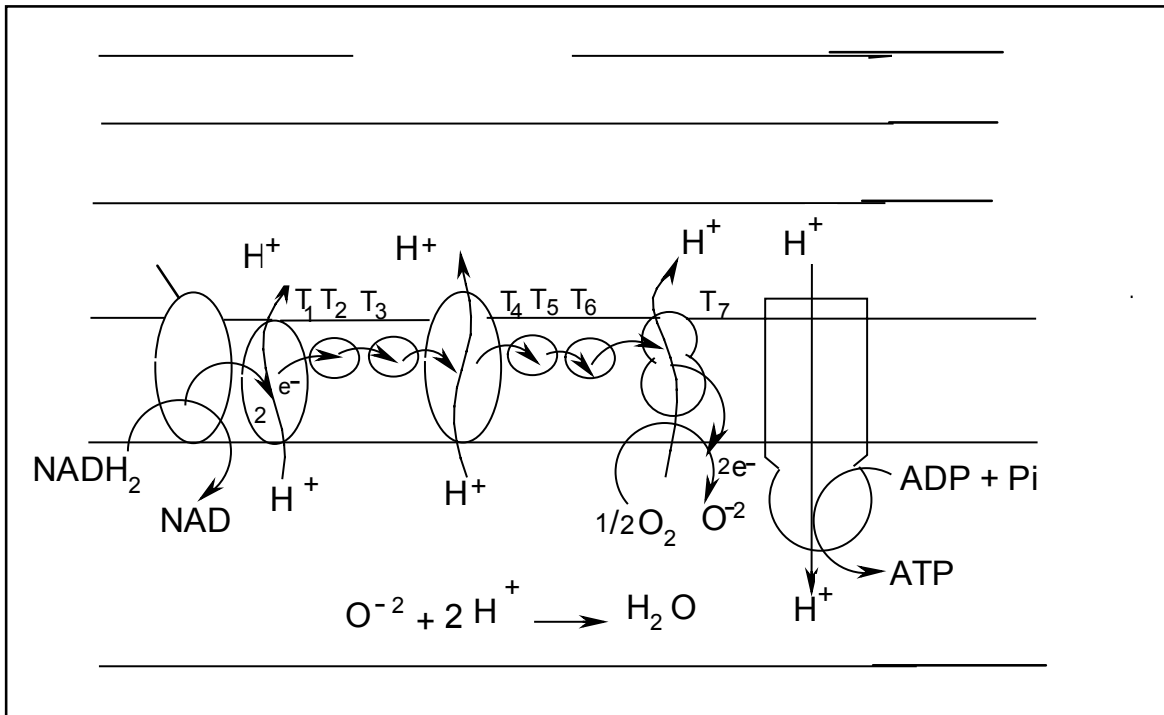 H+ H+ H+ H+
T1 T2 T3 T4 T5 T6 T7
2 e-
NADH2 H+ H+ 2e- ADP + Pi
NAD 1/2O2 O-2
ATP
O-2 + 2 H+ H2O H+